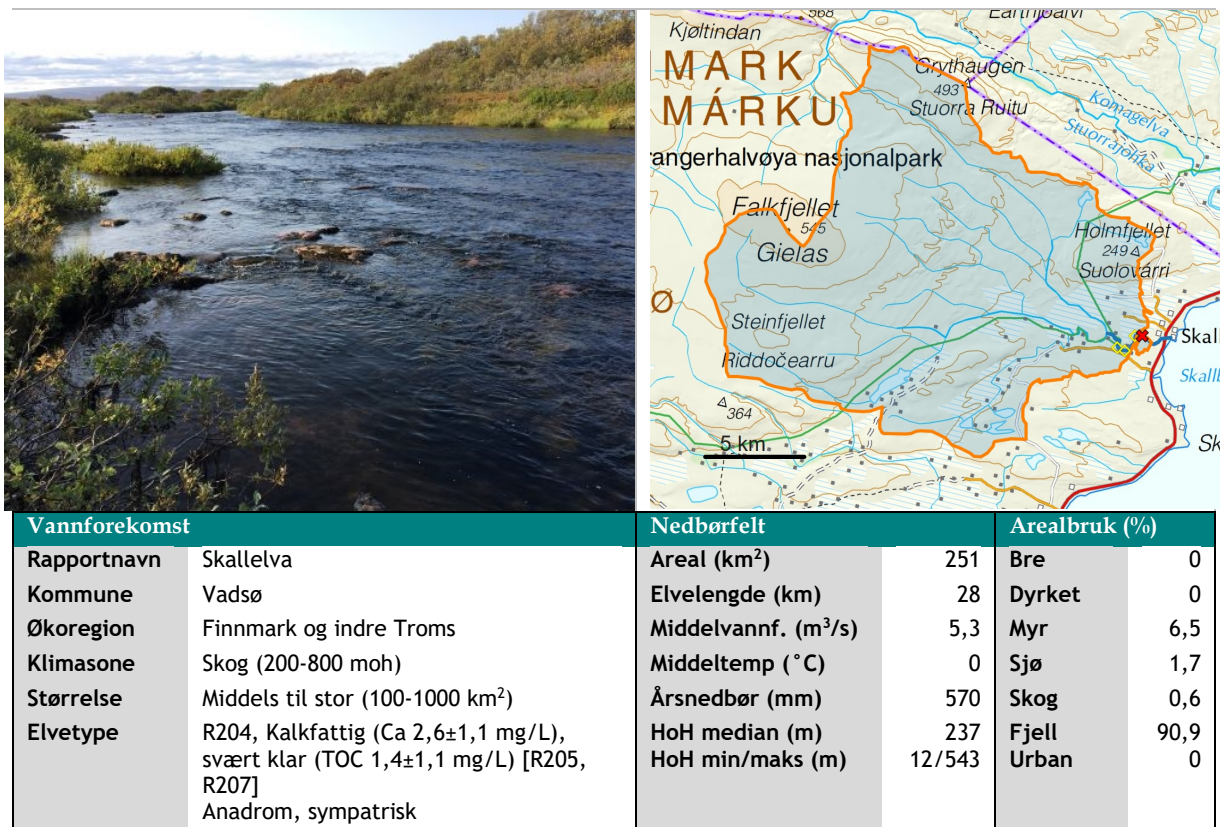 568
Kjøltindan
MARK
MÁRKU
Grythaugen
493
Stuorra Ruitu
Komagelva
Stuorrajohka
angerhalvøya nasjonalpark
Falkfjellet
545
Gielas
Holmfjellet
249
Suolovárri
Ø
Steinfjellet
Riddočearru
Skall
Skallb
364
5 km
Sk
Vannforekomst
Rapportnavn Skallelva
Kommune Vadsø
Økoregion Finnmark og indre Troms
Klimasone Skog (200-800 moh)
Størrelse Middels til stor (100-1000 km²)
Elvetype R204, Kalkfattig (Ca 2,6±1,1 mg/L),
svært klar (TOC 1,4±1,1 mg/L) [R205,
R207]
Anadrom, sympatrisk
Nedbørfelt
Areal (km²) 251
Elvelengde (km) 28
Middelvannf. (m³/s) 5,3
Middeltemp (°C) 0
Årsnedbør (mm) 570
HoH median (m) 237
HoH min/maks (m) 12/543
Arealbruk (%)
Bre 0
Dyrket 0
Myr 6,5
Sjø 1,7
Skog 0,6
Fjell 90,9
Urban 0